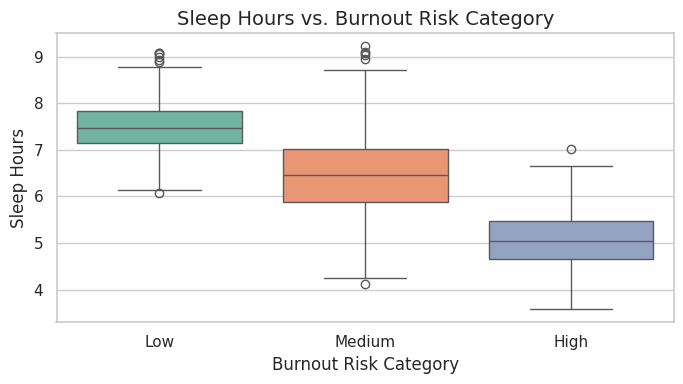 Sleep Hours vs. Burnout Risk Category
9
8
7
6
5
4
Sleep Hours
Low Medium High
Burnout Risk Category